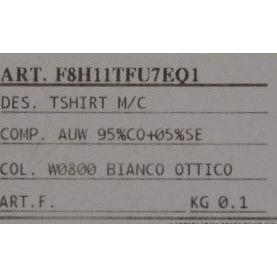 ART. F8H11TFU7EQ1
DES. TSHIRT M/C
COMP. AUW 95%CO+05%SE
COL. W0800 BIANCO OTTICO
ART.F. KG 0.1